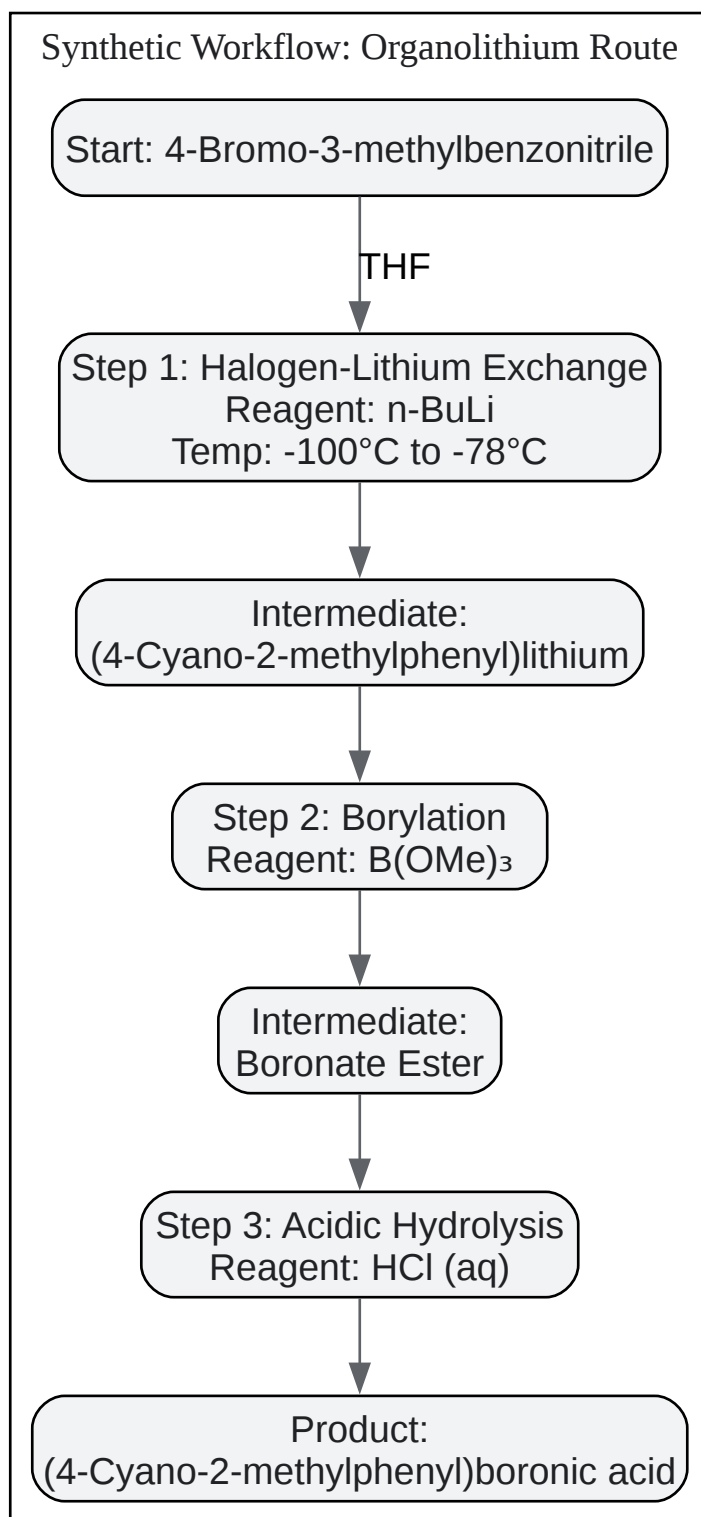 Synthetic Workflow: Organolithium Route
Start: 4-Bromo-3-methylbenzonitrile
THF
Step 1: Halogen-Lithium Exchange
Reagent: n-BuLi
Temp: -100°C to -78°C
Intermediate:
(4-Cyano-2-methylphenyl)lithium
Step 2: Borylation
Reagent: B(OMe)₃
Intermediate:
Boronate Ester
Step 3: Acidic Hydrolysis
Reagent: HCl (aq)
Product:
(4-Cyano-2-methylphenyl)boronic acid